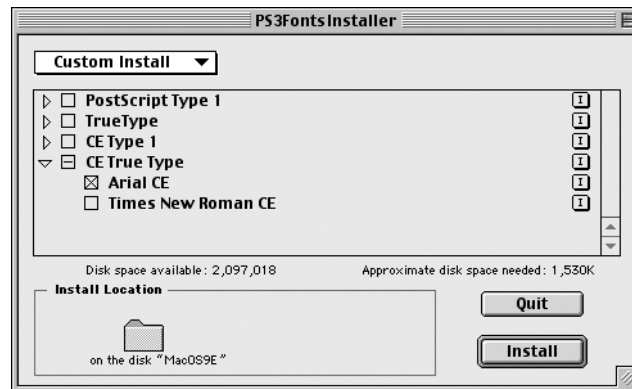 PS3FontsInstaller
Custom Install
PostScript Type 1
TrueType
CE Type 1
CE True Type
Arial CE
Times New Roman CE
Disk space available: 2,097,018 Approximate disk space needed: 1,530K
Install Location
on the disk “MacOS9E”
Quit
Install